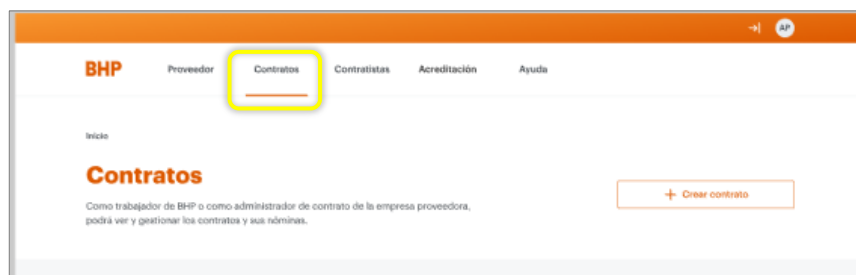 AP
BHP Proveedor Contratos Contratistas Acreditación Ayuda
Inicio
Contratos
+ Crear contrato
Como trabajador de BHP o como administrador de contrato de la empresa proveedora,
podrá ver y gestionar los contratos y sus nóminas.